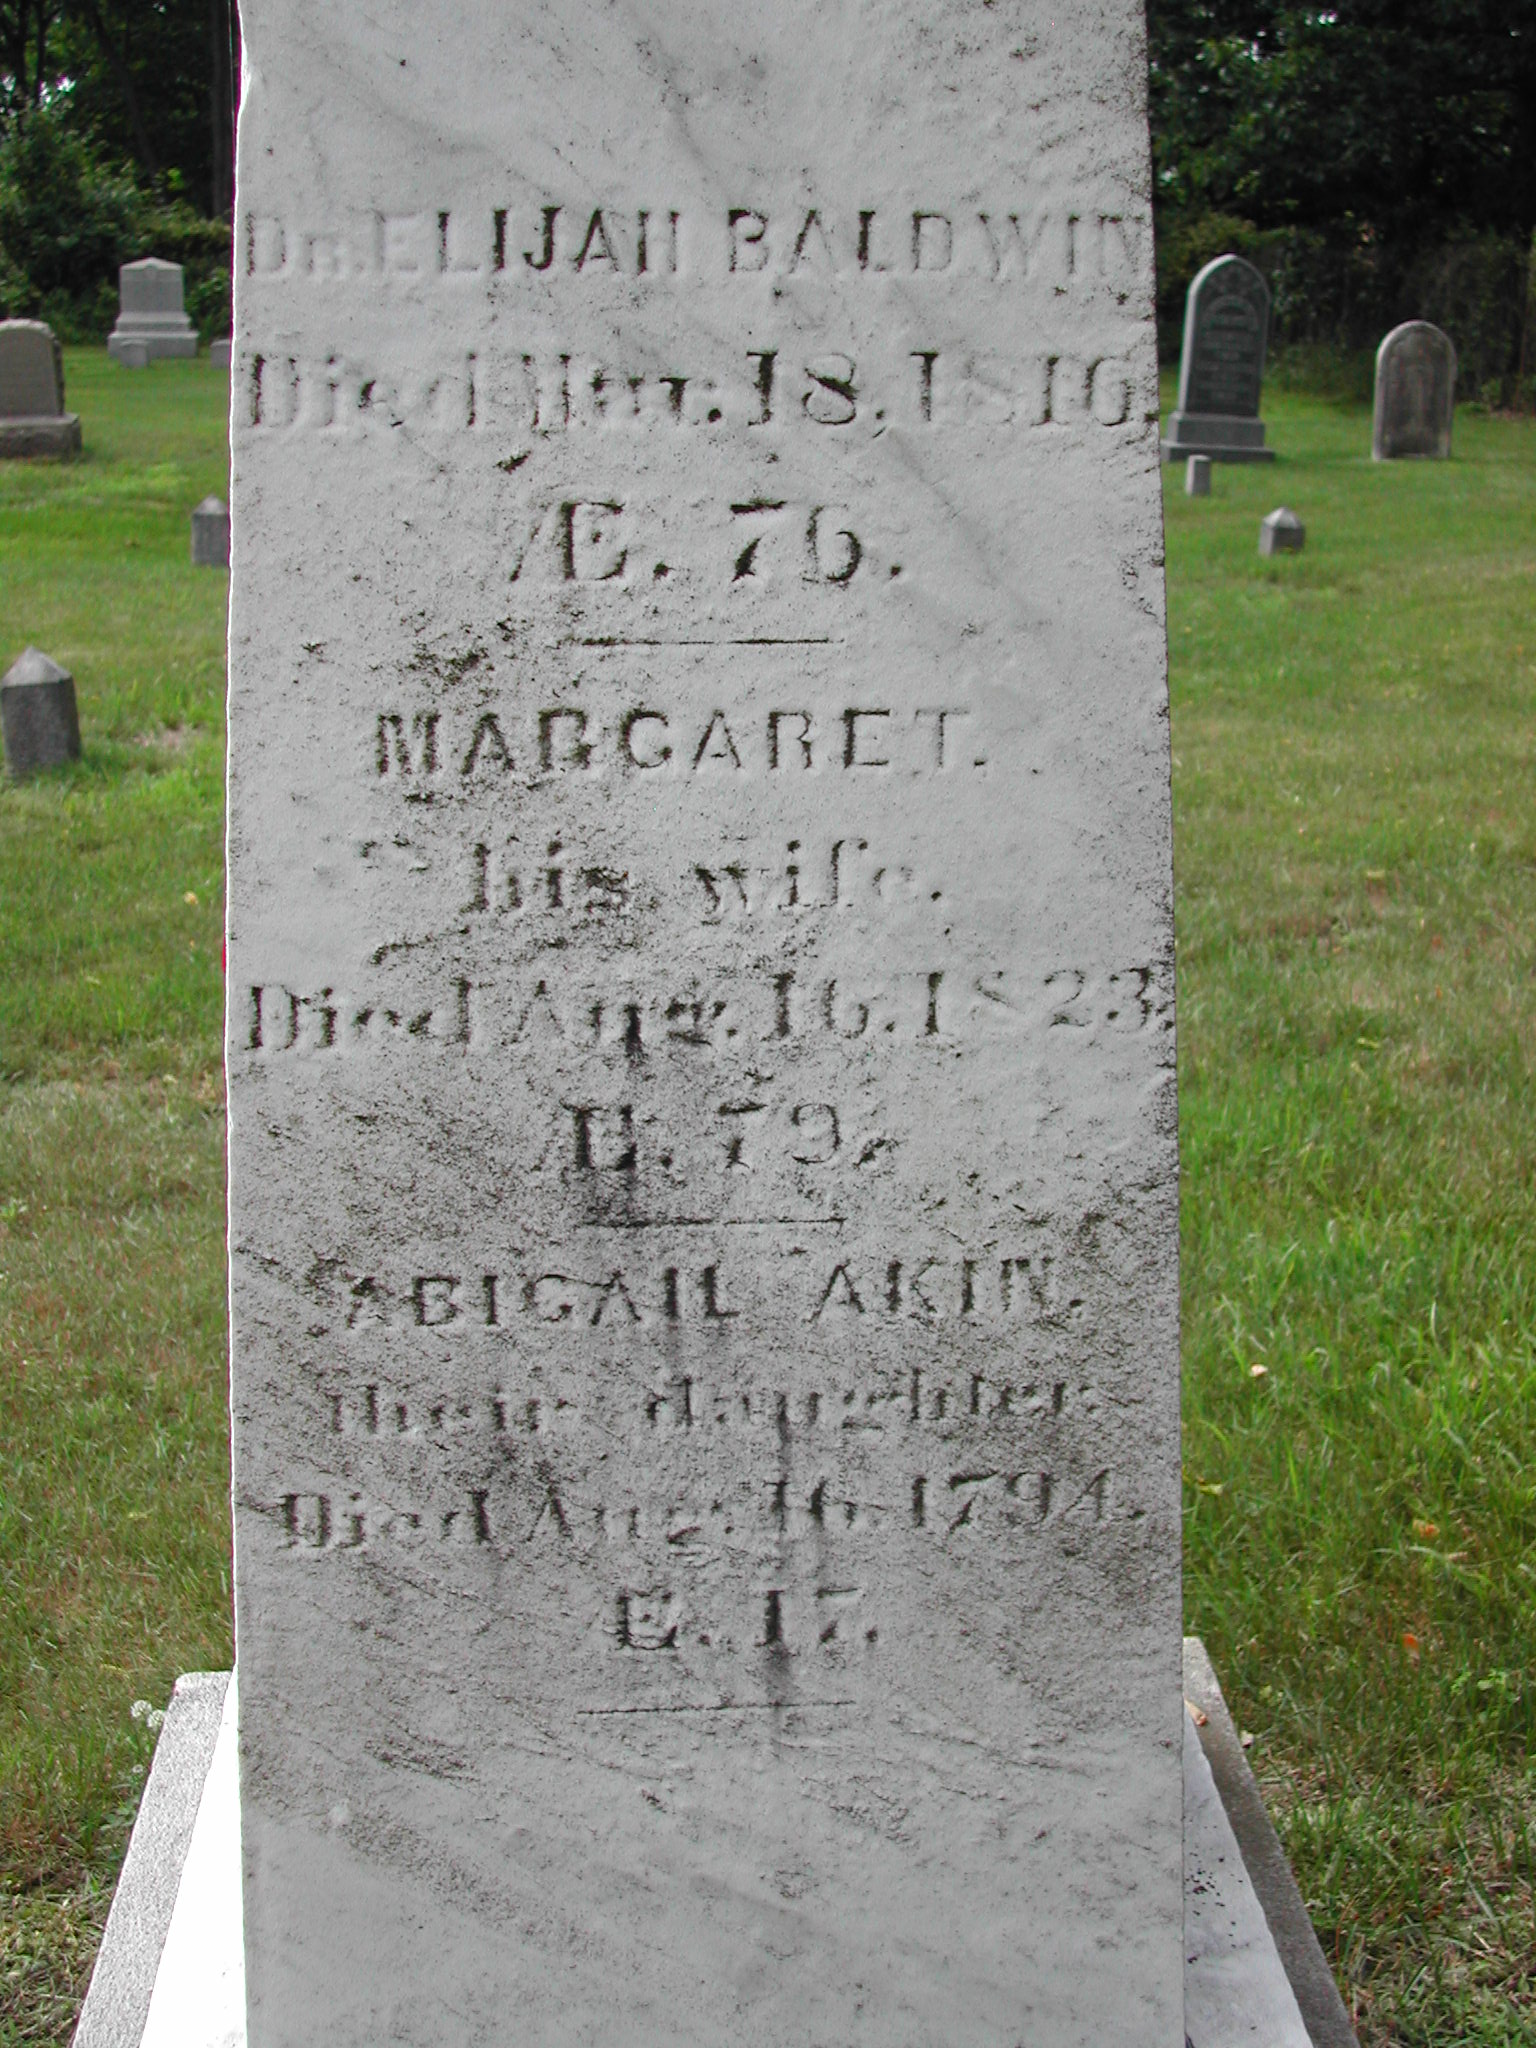 Dr. ELIJAH BALDWIN
Died Mar. 18, 1816.
Æ. 76.
MARGARET.
his wife.
Died Aug. 16. 1823.
Æ. 79.
ABIGAIL AKIN.
their daughter.
Died Aug. 16. 1794.
Æ. 17.